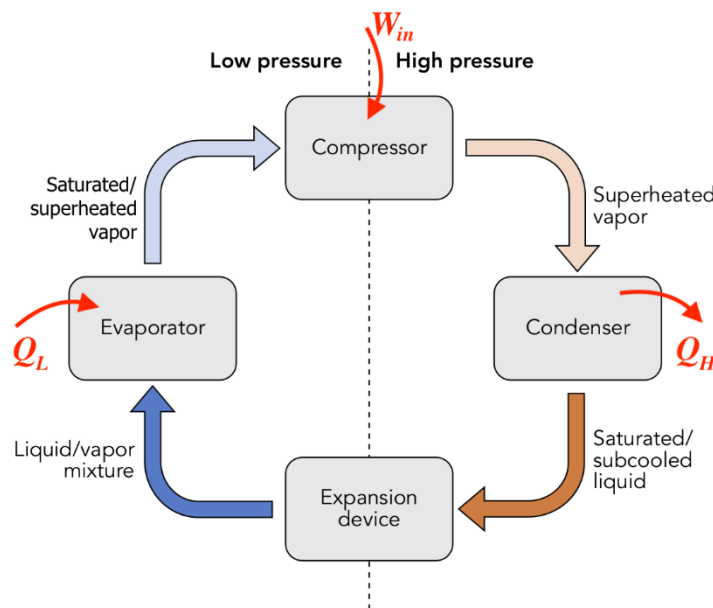 W_in
Low pressure
High pressure
Compressor
Saturated/
superheated
vapor
Superheated
vapor
Evaporator
Condenser
Q_L
Q_H
Liquid/vapor
mixture
Saturated/
subcooled
liquid
Expansion
device